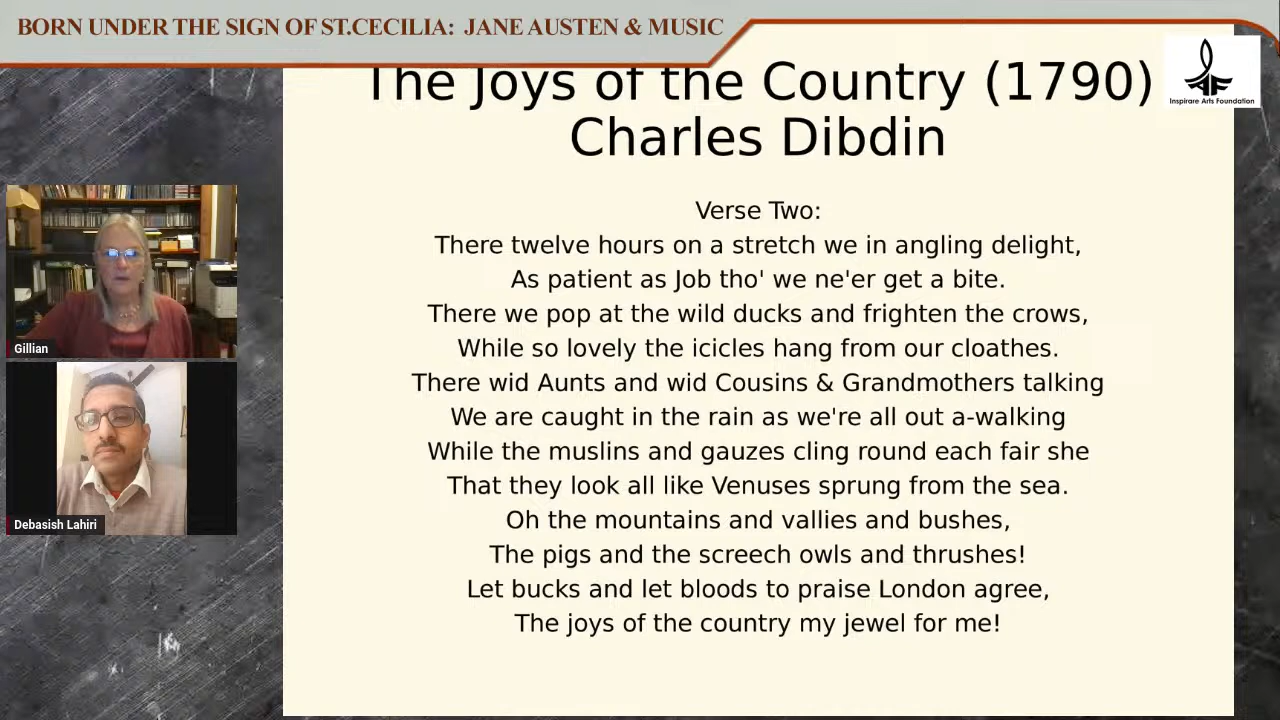 BORN UNDER THE SIGN OF ST.CECILIA: JANE AUSTEN & MUSIC
The Joys of the Country (1790)
Charles Dibdin
Inspirare Arts Foundation
Verse Two:
There twelve hours on a stretch we in angling delight,
As patient as Job tho' we ne'er get a bite.
There we pop at the wild ducks and frighten the crows,
While so lovely the icicles hang from our cloathes.
There wid Aunts and wid Cousins & Grandmothers talking
We are caught in the rain as we're all out a-walking
While the muslins and gauzes cling round each fair she
That they look all like Venuses sprung from the sea.
Oh the mountains and vallies and bushes,
The pigs and the screech owls and thrushes!
Let bucks and let bloods to praise London agree,
The joys of the country my jewel for me!
Gillian
Debasish Lahiri